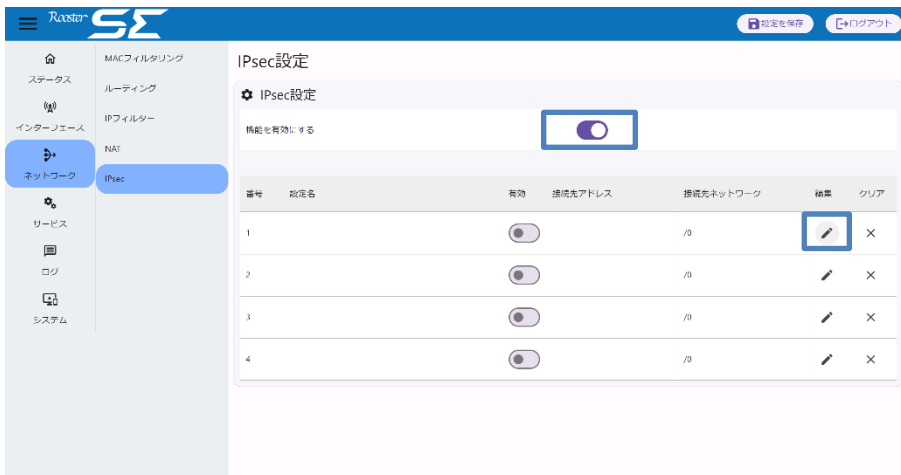 Rooster SE
設定を保存
ログアウト
ステータス
インターフェース
ネットワーク
サービス
ログ
システム
MACフィルタリング
ルーティング
IPフィルター
NAT
IPsec
IPsec設定
IPsec設定
機能を有効にする
番号 設定名 有効 接続先アドレス 接続先ネットワーク 編集 クリア
1 /0
2 /0
3 /0
4 /0